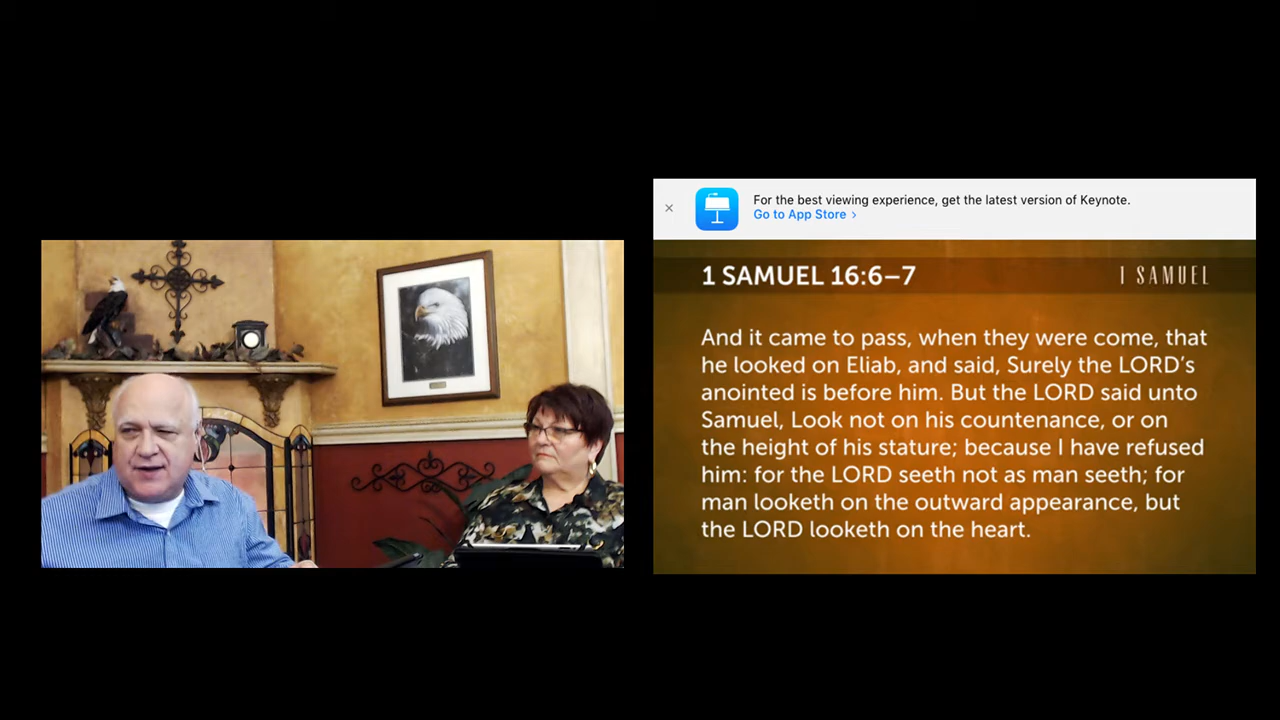 For the best viewing experience, get the latest version of Keynote.
Go to App Store ›
1 SAMUEL 16:6–7
1 SAMUEL
And it came to pass, when they were come, that
he looked on Eliab, and said, Surely the LORD’s
anointed is before him. But the LORD said unto
Samuel, Look not on his countenance, or on
the height of his stature; because I have refused
him: for the LORD seeth not as man seeth; for
man looketh on the outward appearance, but
the LORD looketh on the heart.